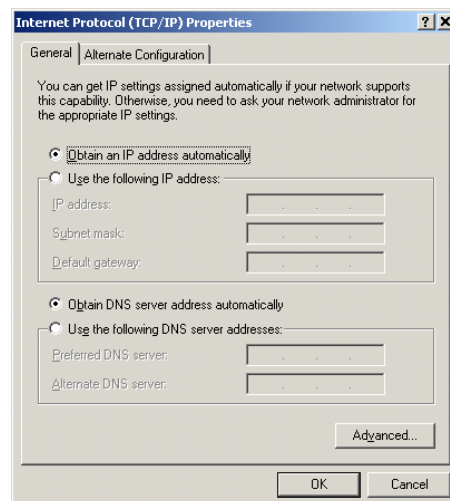 Internet Protocol (TCP/IP) Properties
General
Alternate Configuration
You can get IP settings assigned automatically if your network supports
this capability. Otherwise, you need to ask your network administrator for
the appropriate IP settings.
Obtain an IP address automatically
Use the following IP address:
IP address:
Subnet mask:
Default gateway:
Obtain DNS server address automatically
Use the following DNS server addresses:
Preferred DNS server:
Alternate DNS server:
Advanced...
OK
Cancel